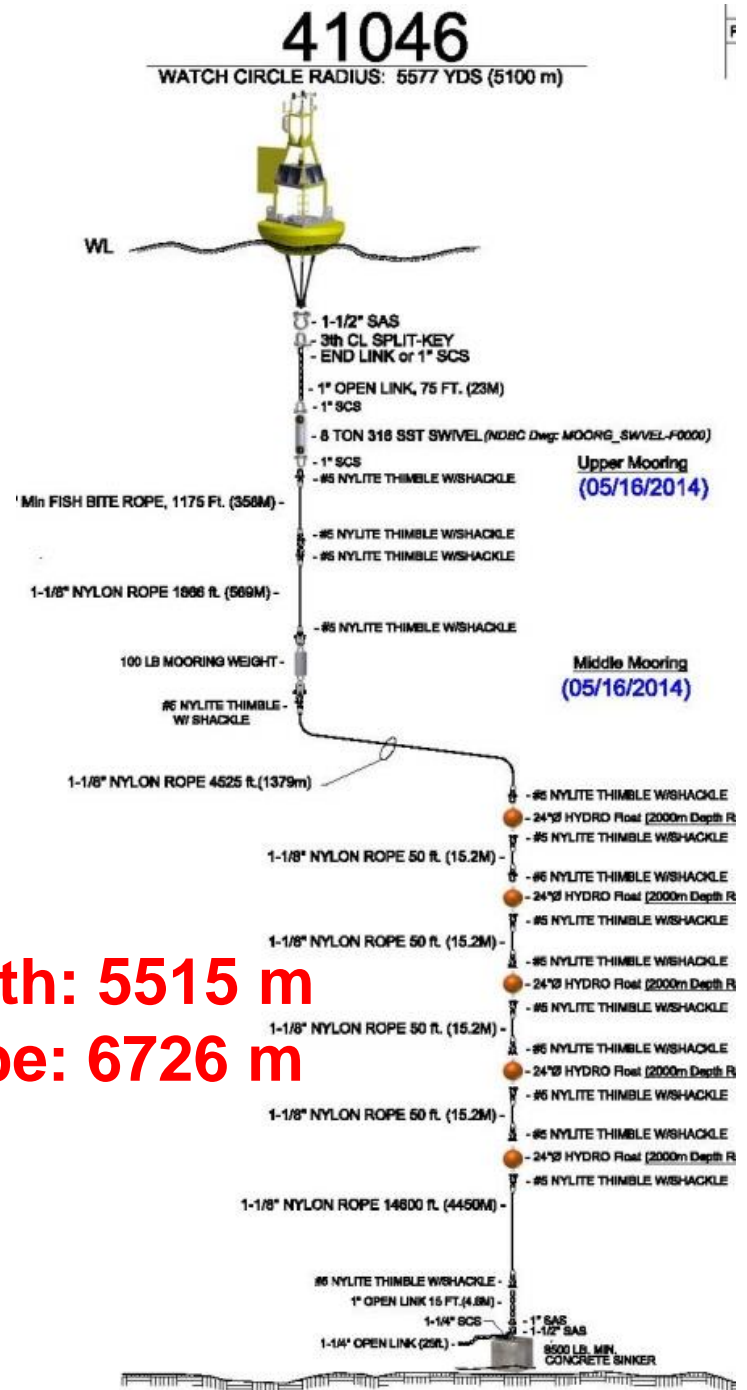 41046
WATCH CIRCLE RADIUS: 5577 YDS (5100 m)
WL
- 1-1/2" SAS
- 3th CL SPLIT-KEY
- END LINK or 1" SCS
- 1" OPEN LINK, 75 FT. (23M)
- 1" SCS
(NDBC Dwg: MOORG_SWVEL-F0000)
- 1" SCS
- #5 NYLITE THIMBLE W/SHACKLE
Upper Mooring
(05/16/2014)
Min FISH BITE ROPE, 1175 Ft. (358M) -
- #5 NYLITE THIMBLE W/SHACKLE
- #5 NYLITE THIMBLE W/SHACKLE
1-1/8" NYLON ROPE 1866 ft. (569M) -
- #5 NYLITE THIMBLE W/SHACKLE
100 LB MOORING WEIGHT -
Middle Mooring
(05/16/2014)
#5 NYLITE THIMBLE -
W/ SHACKLE
1-1/8" NYLON ROPE 4525 ft.(1379m)
- #5 NYLITE THIMBLE W/SHACKLE
- 24"Ø HYDRO Float (2000m Depth
- #5 NYLITE THIMBLE W/SHACKLE
1-1/8" NYLON ROPE 50 ft. (15.2M) -
- #5 NYLITE THIMBLE W/SHACKLE
- 24"Ø HYDRO Float (2000m Depth
- #5 NYLITE THIMBLE W/SHACKLE
1-1/8" NYLON ROPE 50 ft. (15.2M) -
- #5 NYLITE THIMBLE W/SHACKLE
- 24"Ø HYDRO Float (2000m Depth
- #5 NYLITE THIMBLE W/SHACKLE
th: 5515 m
1-1/8" NYLON ROPE 50 ft. (15.2M) -
- #5 NYLITE THIMBLE W/SHACKLE
- 24"Ø HYDRO Float (2000m Depth
- #5 NYLITE THIMBLE W/SHACKLE
pe: 6726 m
1-1/8" NYLON ROPE 50 ft. (15.2M) -
- #5 NYLITE THIMBLE W/SHACKLE
- 24"Ø HYDRO Float (2000m Depth
- #5 NYLITE THIMBLE W/SHACKLE
1-1/8" NYLON ROPE 14600 ft. (4450M) -
#5 NYLITE THIMBLE W/SHACKLE -
1" OPEN LINK 15 FT.
1-1/4" SCS
- 1" SAS
- 1-1/2" SAS
1-1/4" OPEN LINK (25ft.) -
8500 LB. MIN.
CONCRETE SINKER